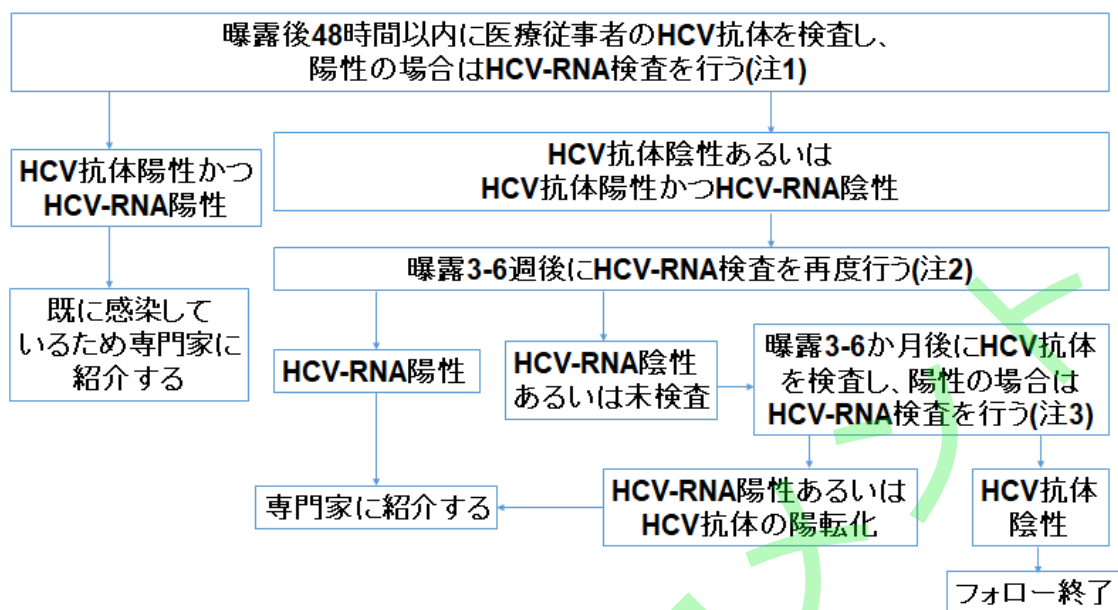 曝露後48時間以内に医療従事者のHCV抗体を検査し、
陽性の場合はHCV-RNA検査を行う(注1)
HCV抗体陽性かつ
HCV-RNA陽性
HCV抗体陰性あるいは
HCV抗体陽性かつHCV-RNA陰性
曝露3-6週後にHCV-RNA検査を再度行う(注2)
既に感染して
いるため専門家に
紹介する
HCV-RNA陽性
HCV-RNA陰性
あるいは未検査
曝露3-6か月後にHCV抗体
を検査し、陽性の場合は
HCV-RNA検査を行う(注3)
専門家に紹介する
HCV-RNA陽性あるいは
HCV抗体の陽転化
HCV抗体
陰性
フォロー終了